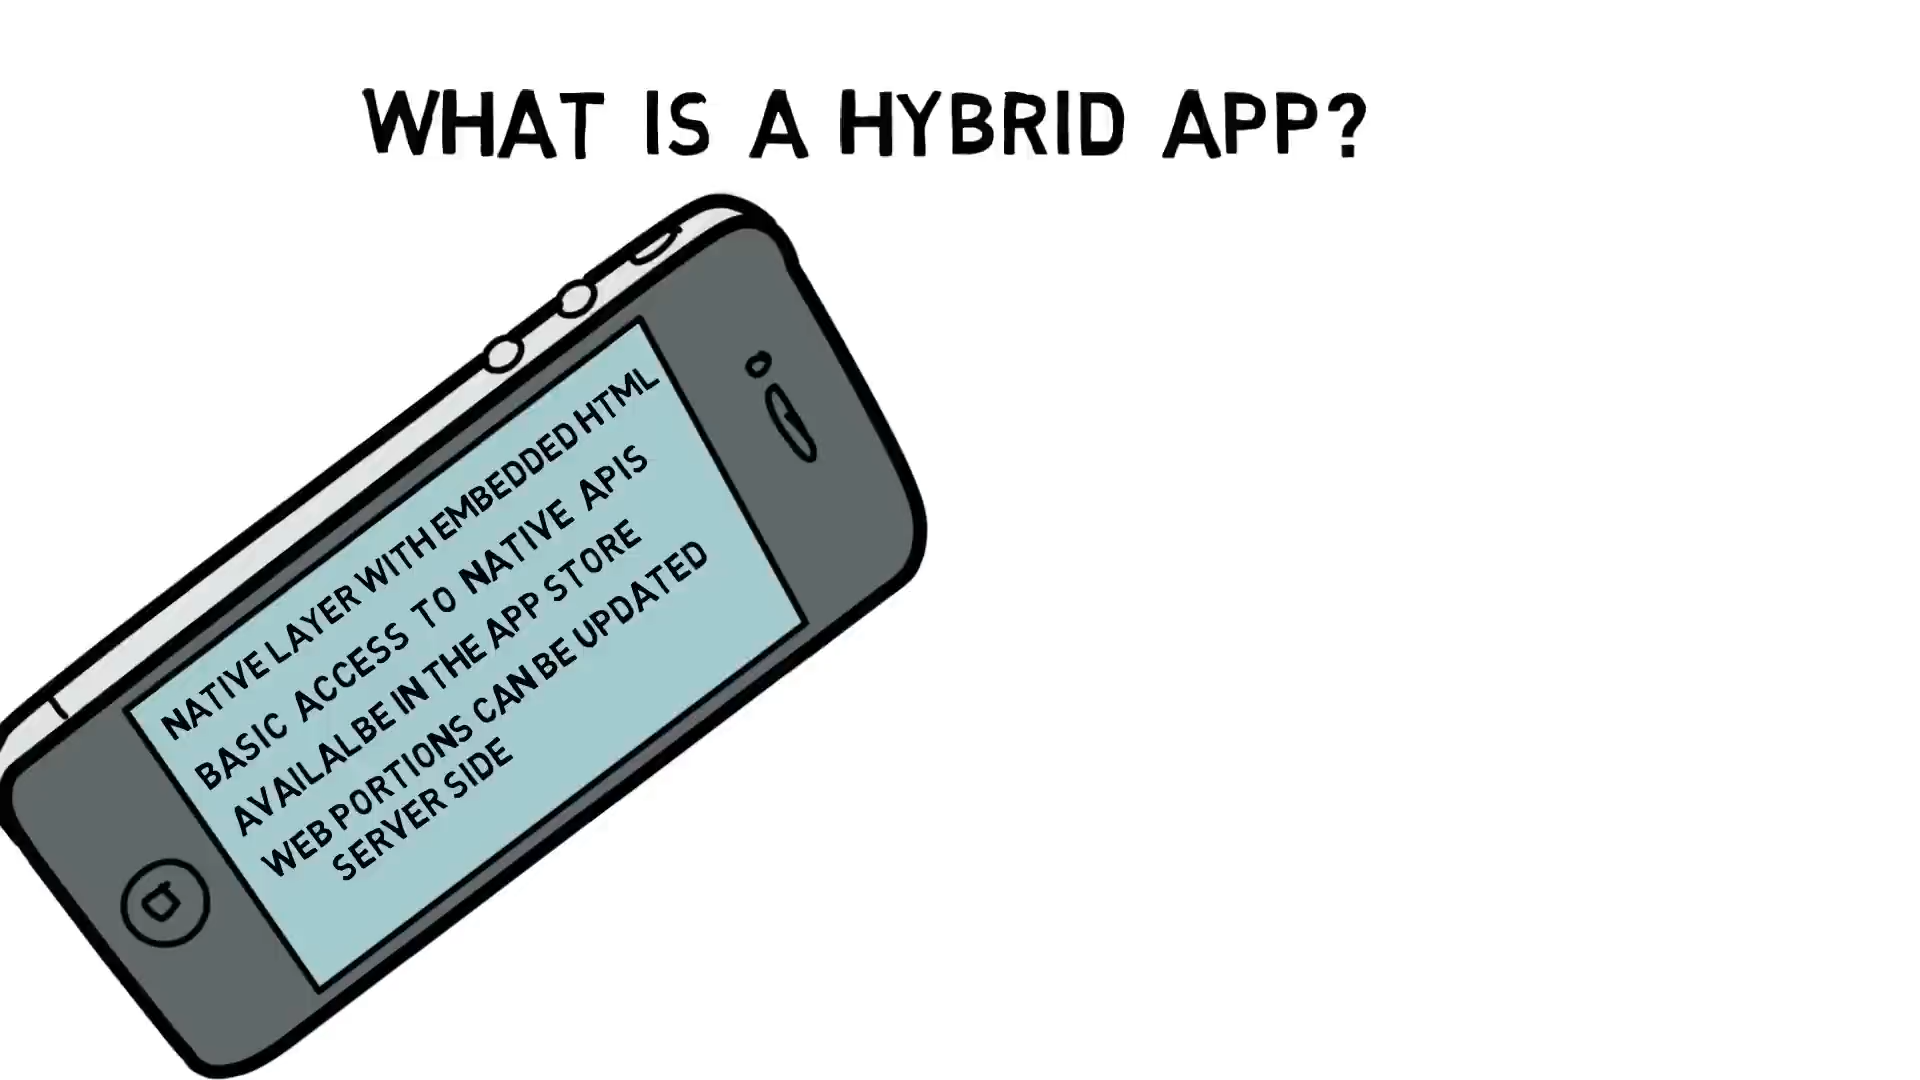 WHAT IS A HYBRID APP?
NATIVE LAYER WITH EMBEDDED HTML
BASIC ACCESS TO NATIVE APIS
AVAILALBE IN THE APP STORE
WEB PORTIONS CAN BE UPDATED
SERVER SIDE